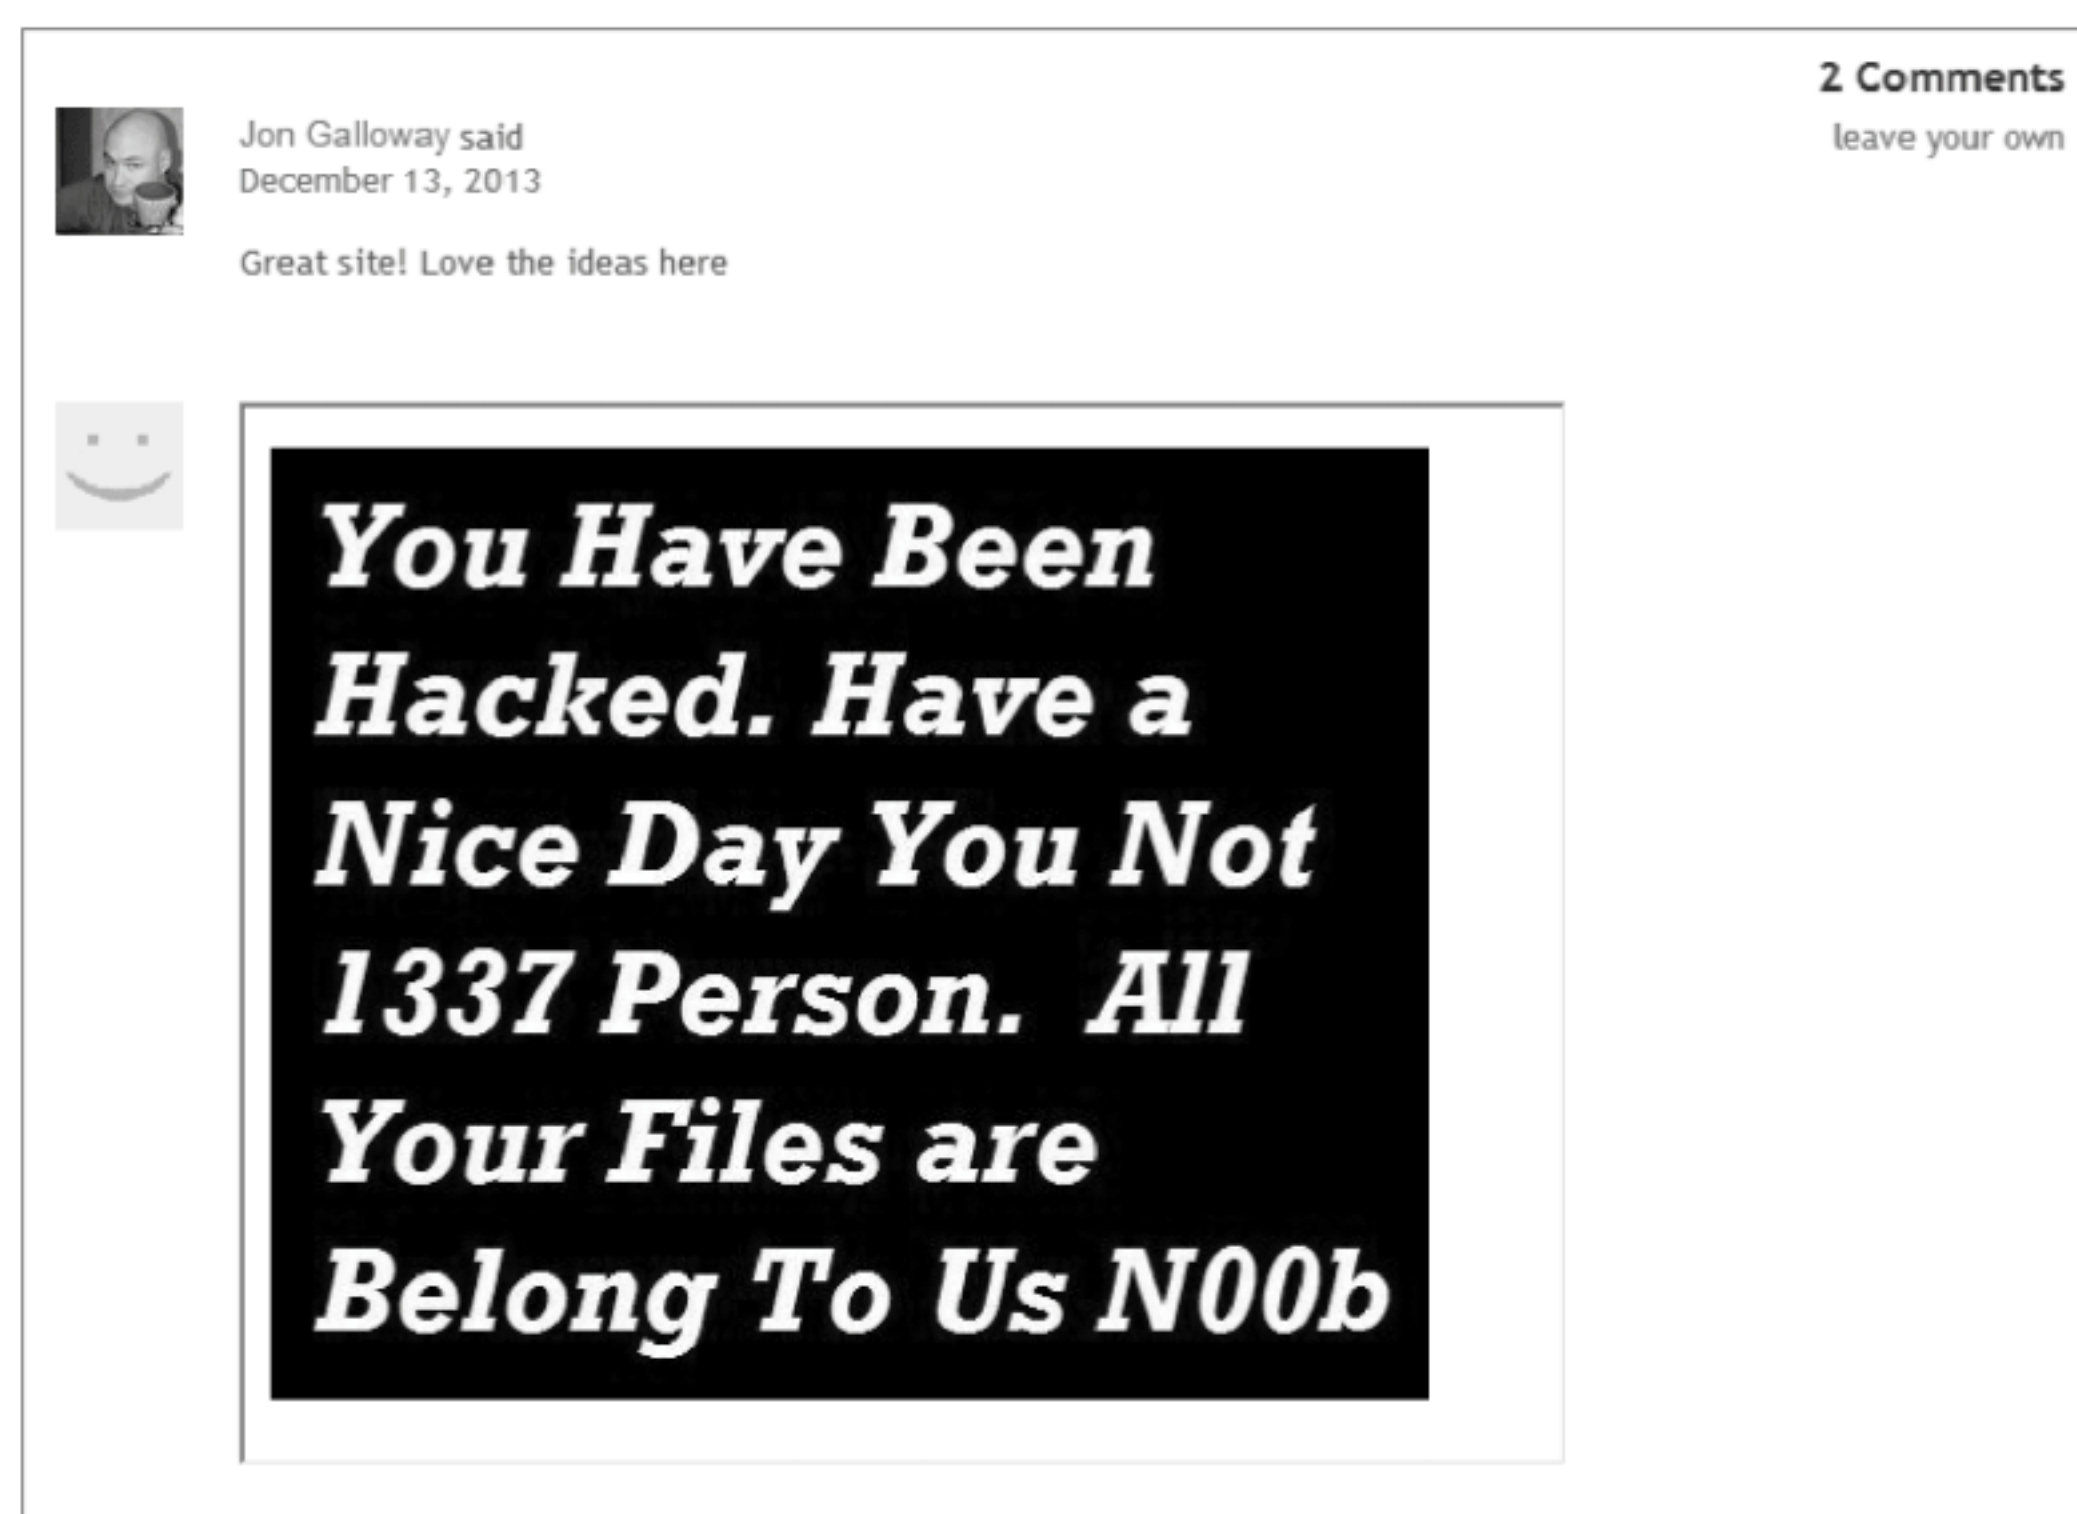 2 Comments
leave your own
Jon Galloway said
December 13, 2013
Great site! Love the ideas here
You Have Been
Hacked. Have a
Nice Day You Not
1337 Person.  All
Your Files are
Belong To Us N00b